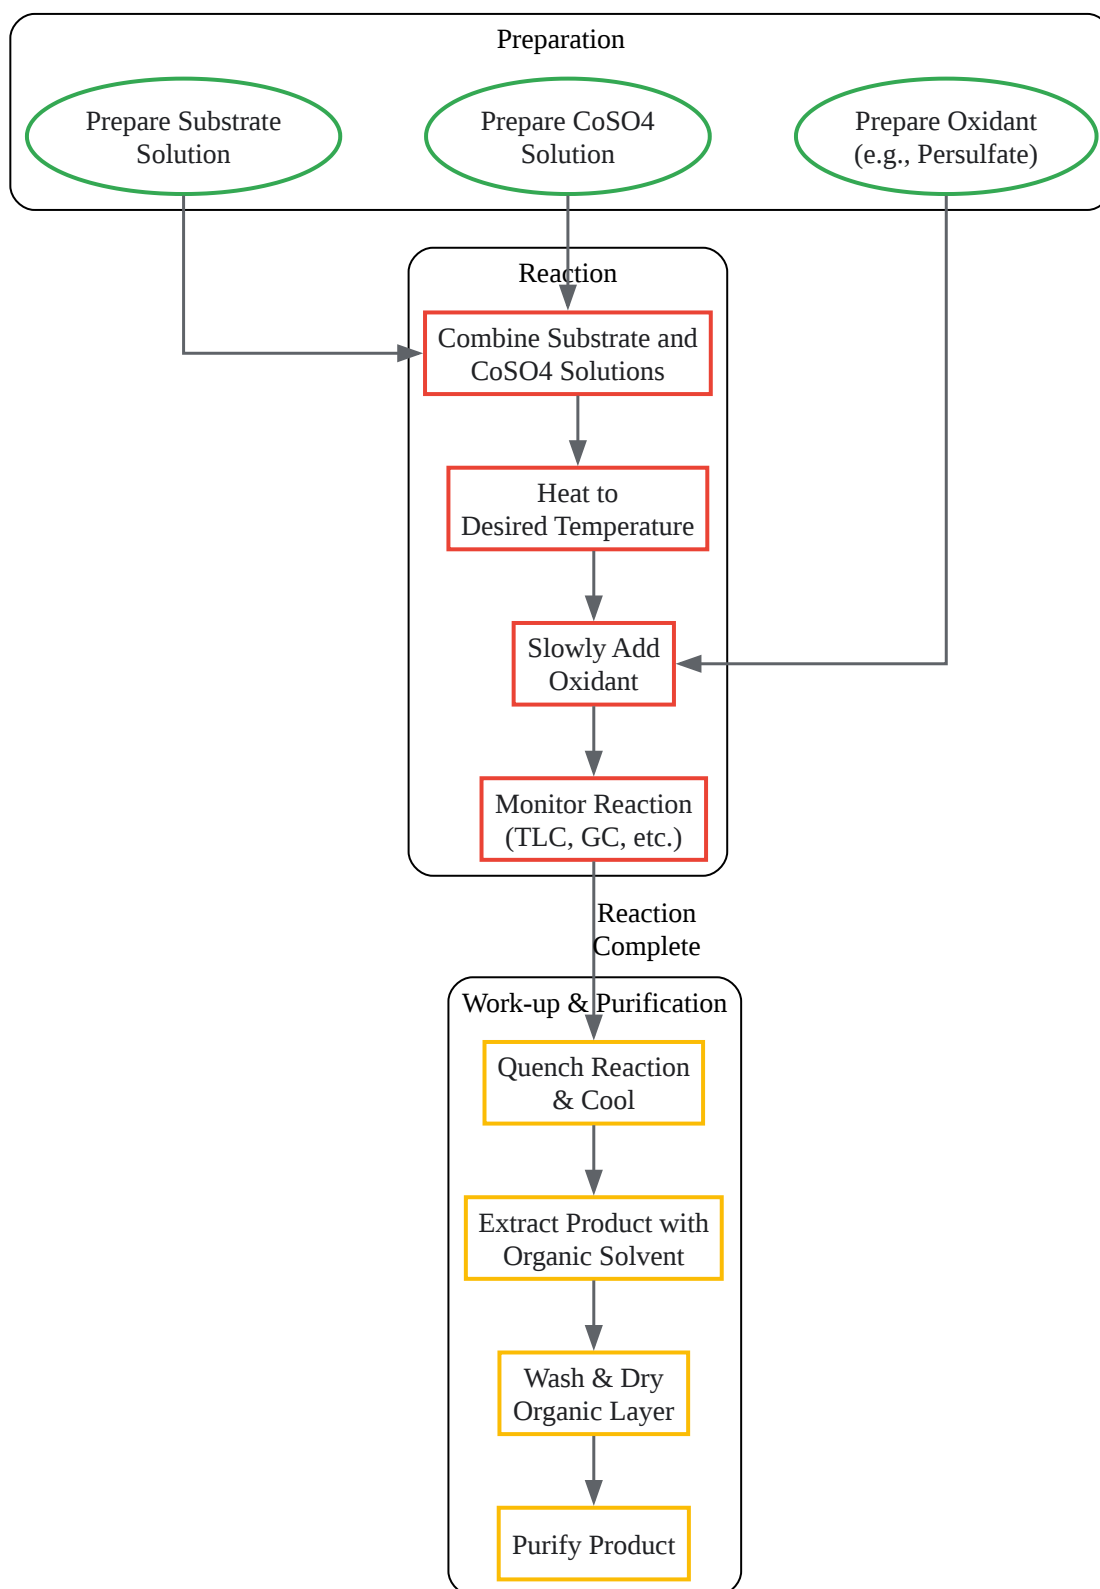 Preparation
Prepare Substrate
Solution
Prepare CoSO4
Solution
Prepare Oxidant
(e.g., Persulfate)
Reaction
Combine Substrate and
CoSO4 Solutions
Heat to
Desired Temperature
Slowly Add
Oxidant
Monitor Reaction
(TLC, GC, etc.)
Reaction
Complete
Work-up & Purification
Quench Reaction
& Cool
Extract Product with
Organic Solvent
Wash & Dry
Organic Layer
Purify Product